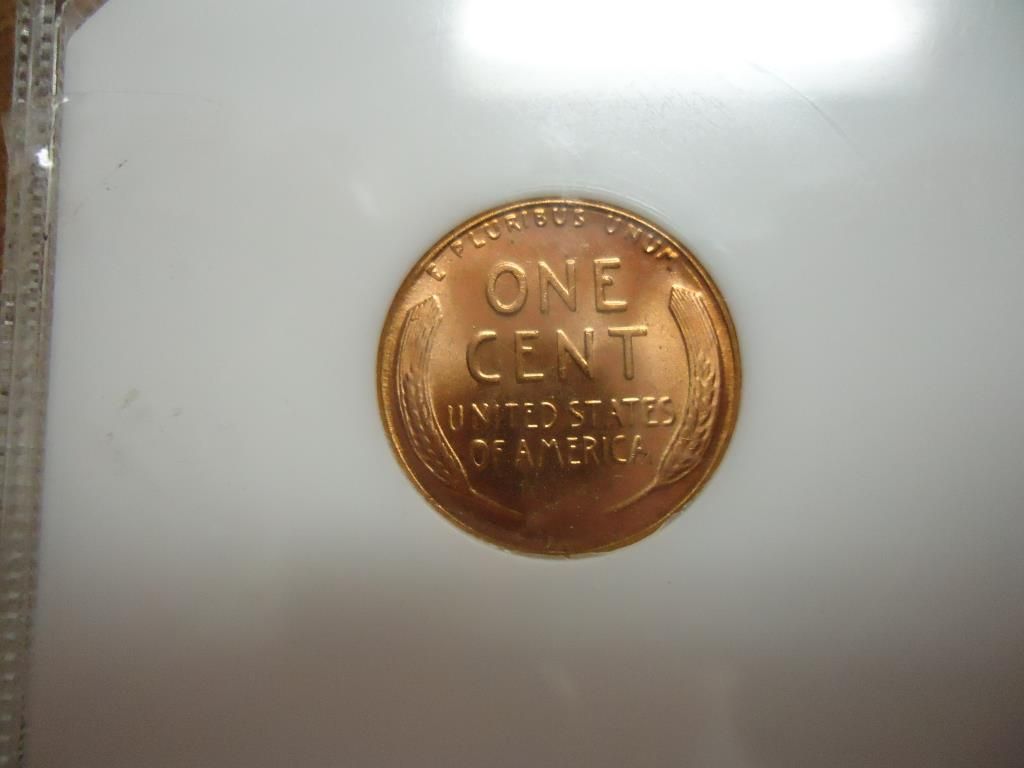 E PLURIBUS UNUM
ONE
CENT
UNITED STATES
OF AMERICA